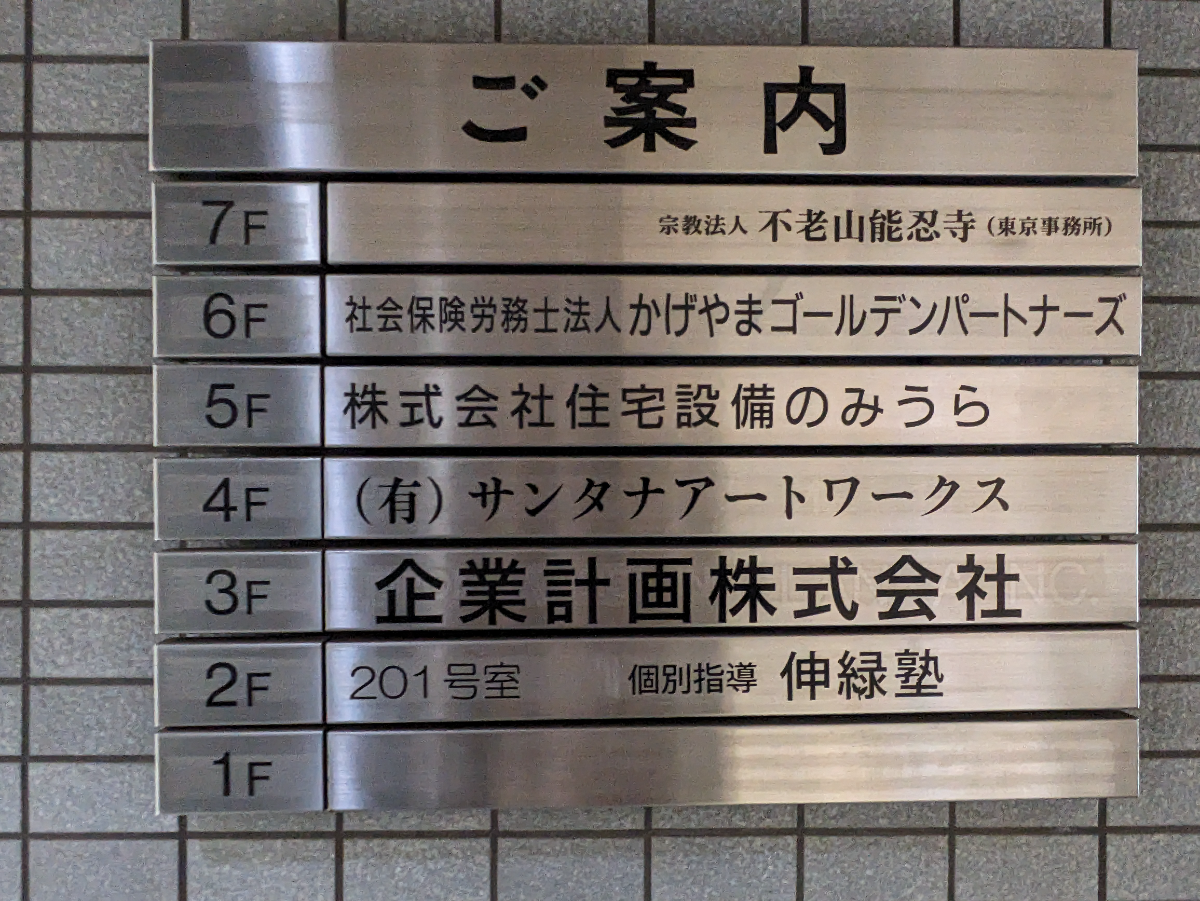 ご案内
7F 宗教法人 不老山能忍寺（東京事務所）
6F 社会保険労務士法人かげやまゴールデンパートナーズ
5F 株式会社住宅設備のみうら
4F （有）サンタナアートワークス
3F 企業計画株式会社
2F 201号室 個別指導 伸緑塾
1F